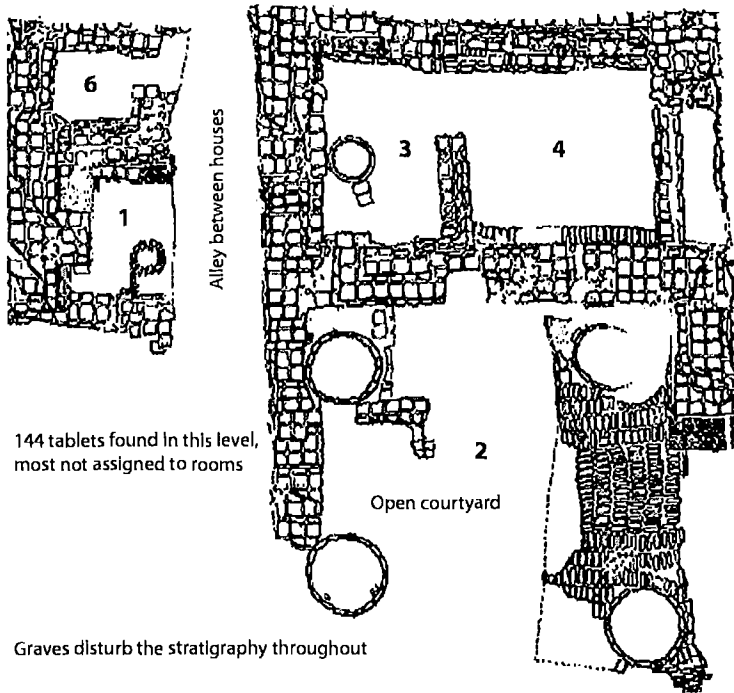 6
3
4
1
Alley between houses
144 tablets found in this level,
most not assigned to rooms
2
Open courtyard
Graves disturb the stratigraphy throughout